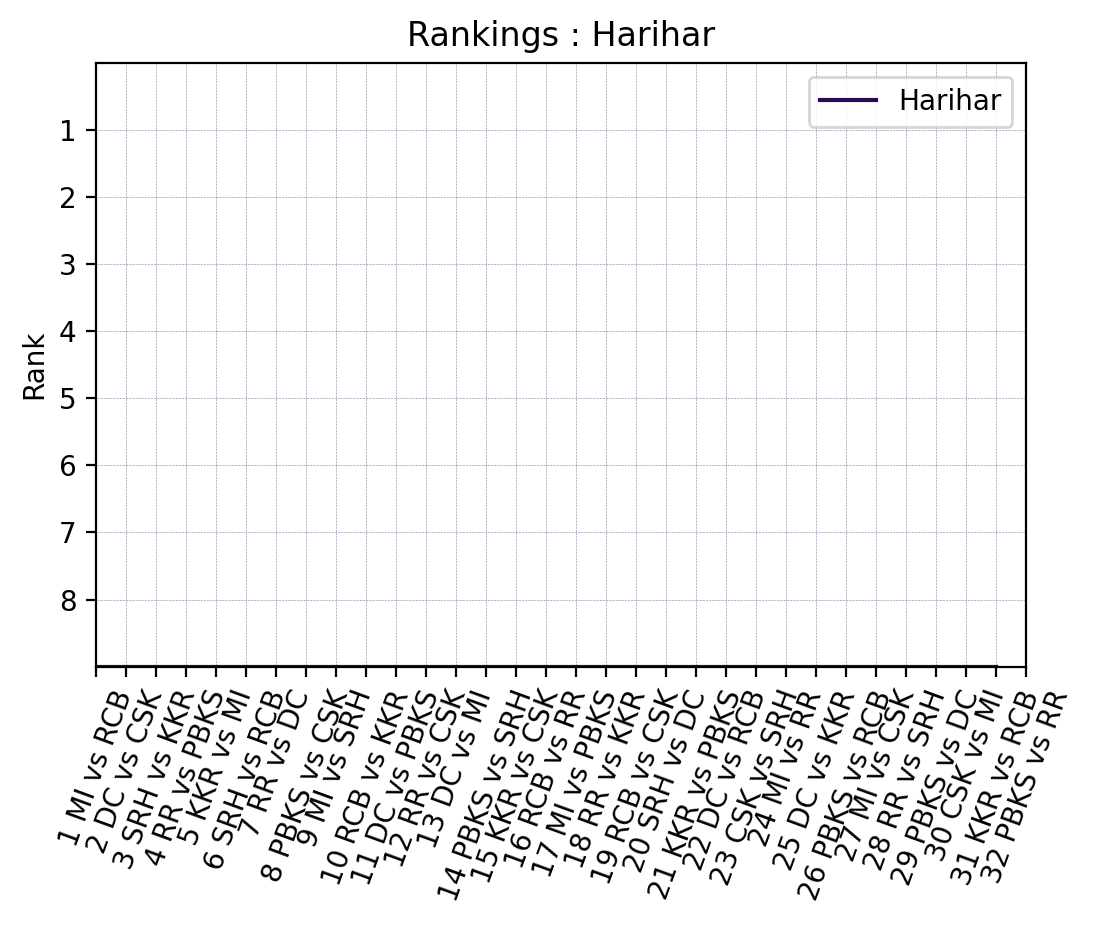 Rankings : Harihar
Harihar
Rank
1
2
3
4
5
6
7
8
1 MI vs RCB
2 DC vs CSK
3 SRH vs KKR
4 RR vs PBKS
5 KKR vs MI
6 SRH vs RCB
7 RR vs DC
8 PBKS vs CSK
9 MI vs SRH
10 RCB vs KKR
11 DC vs PBKS
12 RR vs CSK
13 DC vs MI
14 PBKS vs SRH
15 KKR vs CSK
16 RCB vs RR
17 MI vs PBKS
18 RR vs KKR
19 RCB vs CSK
20 SRH vs DC
21 KKR vs PBKS
22 DC vs RCB
23 CSK vs SRH
24 MI vs RR
25 DC vs KKR
26 PBKS vs RCB
27 MI vs CSK
28 RR vs SRH
29 PBKS vs DC
30 CSK vs MI
31 KKR vs RCB
32 PBKS vs RR